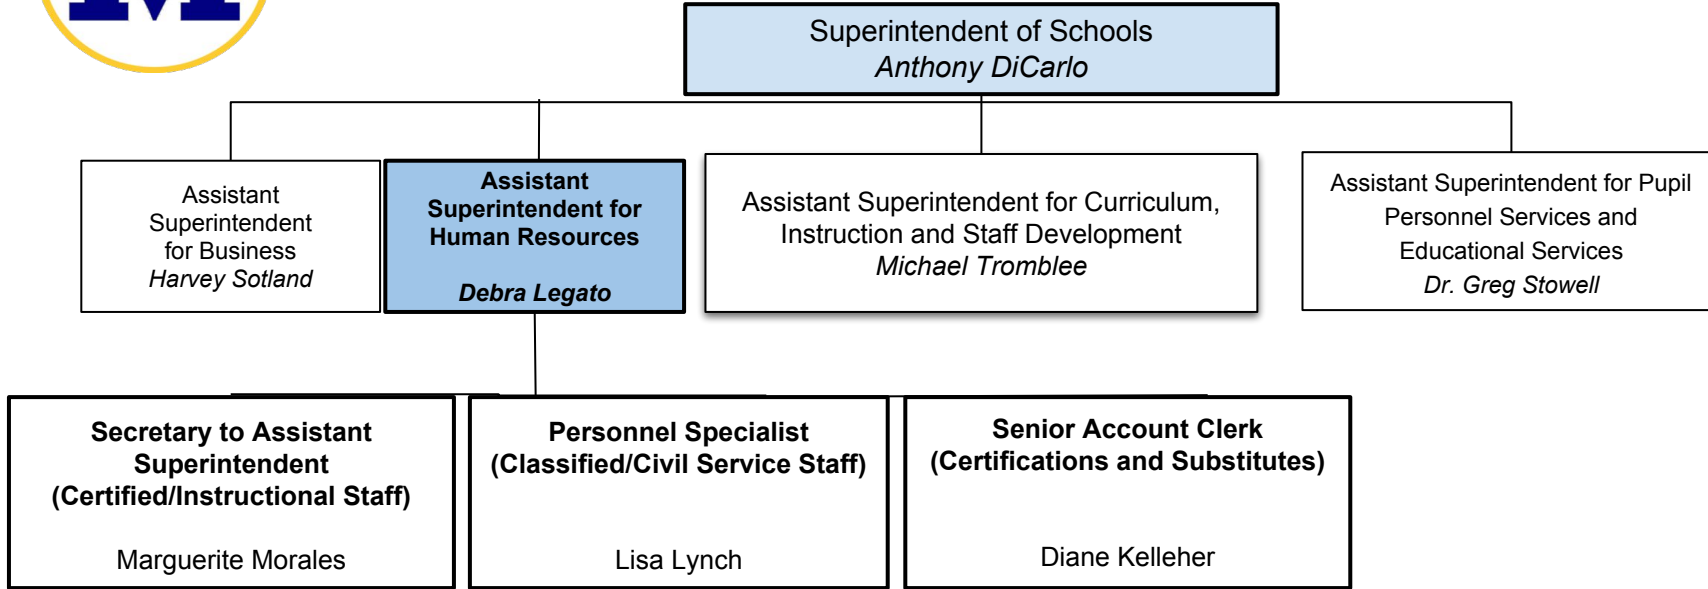 M
Superintendent of Schools
Anthony DiCarlo
Assistant
Superintendent
for Business
Harvey Sotland
Assistant
Superintendent for
Human Resources
Debra Legato
Assistant Superintendent for Curriculum,
Instruction and Staff Development
Michael Tromblee
Assistant Superintendent for Pupil
Personnel Services and
Educational Services
Dr. Greg Stowell
Secretary to Assistant
Superintendent
(Certified/Instructional Staff)
Marguerite Morales
Personnel Specialist
(Classified/Civil Service Staff)
Lisa Lynch
Senior Account Clerk
(Certifications and Substitutes)
Diane Kelleher